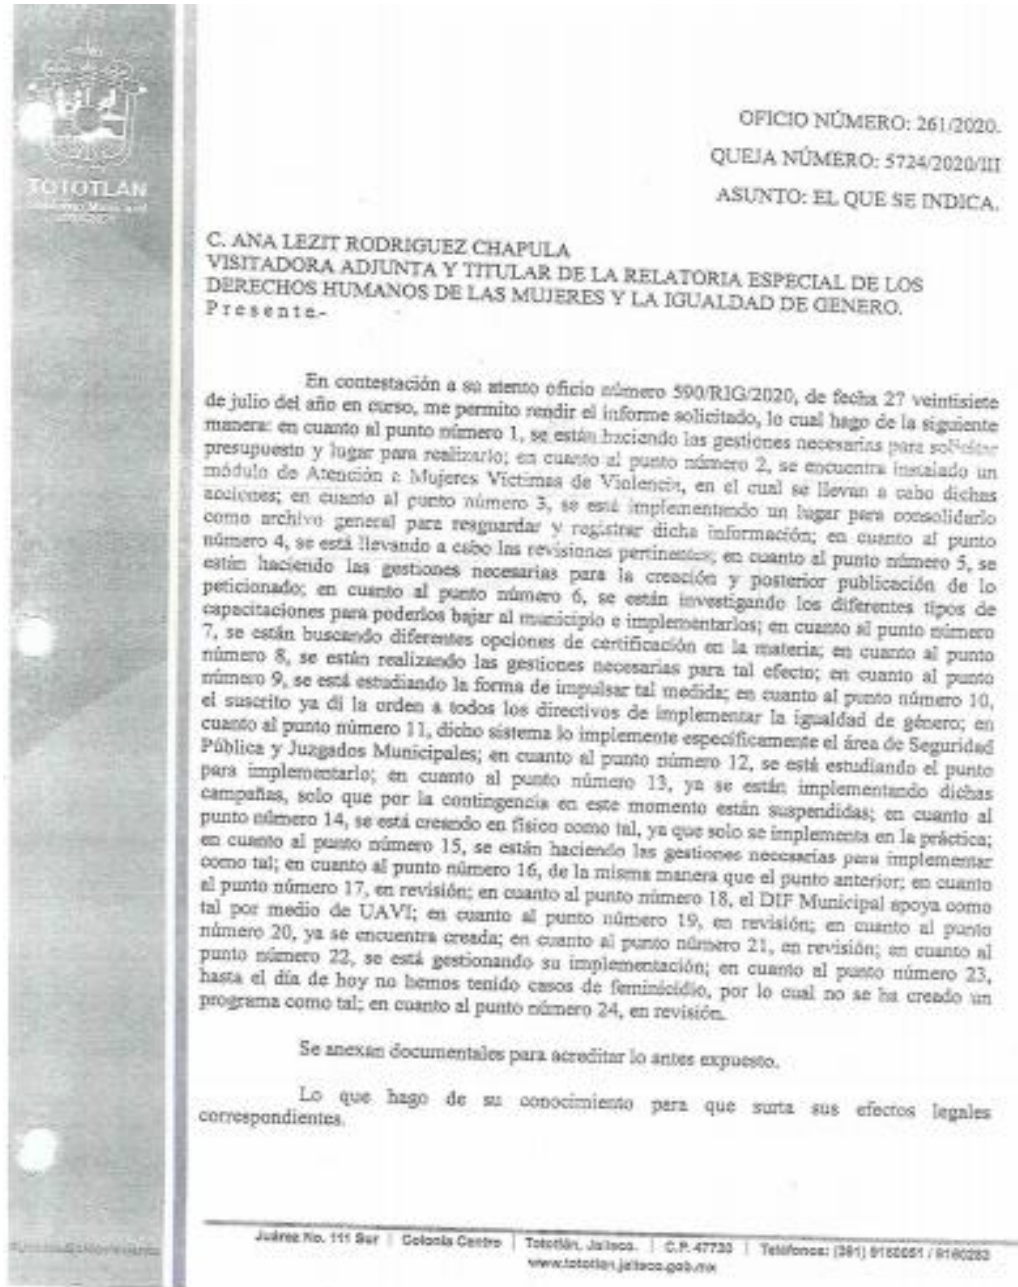 TOTOTLÁN
OFICIO NÚMERO: 261/2020.
QUEJA NÚMERO: 5724/2020/III
ASUNTO: EL QUE SE INDICA.
C. ANA LEZIT RODRIGUEZ CHAPULA
VISITADORA ADJUNTA Y TITULAR DE LA RELATORIA ESPECIAL DE LOS
DERECHOS HUMANOS DE LAS MUJERES Y LA IGUALDAD DE GENERO.
P r e s e n t e.-
En contestación a su atento oficio número 590/RIG/2020, de fecha 27 veintisiete
de julio del año en curso, me permito rendir el informe solicitado, lo cual hago de la siguiente
manera: en cuanto al punto número 1, se están haciendo las gestiones necesarias para solicitar
presupuesto y lugar para realizarlo; en cuanto al punto número 2, se encuentra instalado un
módulo de Atención a Mujeres Víctimas de Violencia, en el cual se llevan a cabo dichas
acciones; en cuanto al punto número 3, se está implementando un lugar para consolidarlo
como archivo general para resguardar y registrar dicha información; en cuanto al punto
número 4, se está llevando a cabo las revisiones pertinentes; en cuanto al punto número 5, se
están haciendo las gestiones necesarias para la creación y posterior publicación de lo
peticionado; en cuanto al punto número 6, se están investigando los diferentes tipos de
capacitaciones para poderlos bajar al municipio e implementarlos; en cuanto al punto número
7, se están buscando diferentes opciones de certificación en la materia; en cuanto al punto
número 8, se están realizando las gestiones necesarias para tal efecto; en cuanto al punto
número 9, se está estudiando la forma de impulsar tal medida; en cuanto al punto número 10,
el suscrito ya di la orden a todos los directivos de implementar la igualdad de género; en
cuanto al punto número 11, dicho sistema lo implemente específicamente el área de Seguridad
Pública y Juzgados Municipales; en cuanto al punto número 12, se está estudiando el punto
para implementarlo; en cuanto al punto número 13, ya se están implementando dichas
campañas, solo que por la contingencia en este momento están suspendidas; en cuanto al
punto número 14, se está creando en físico como tal, ya que solo se implementa en la práctica;
en cuanto al punto número 15, se están haciendo las gestiones necesarias para implementar
como tal; en cuanto al punto número 16, de la misma manera que el punto anterior; en cuanto
al punto número 17, en revisión; en cuanto al punto número 18, el DIF Municipal apoya como
tal por medio de UAVI; en cuanto al punto número 19, en revisión; en cuanto al punto
número 20, ya se encuentra creada; en cuanto al punto número 21, en revisión; en cuanto al
punto número 22, se está gestionando su implementación; en cuanto al punto número 23,
hasta el día de hoy no hemos tenido casos de feminicidio, por lo cual no se ha creado un
programa como tal; en cuanto al punto número 24, en revisión.
Se anexan documentales para acreditar lo antes expuesto.
Lo que hago de su conocimiento para que surta sus efectos legales
correspondientes.
Juárez No. 111 Sur | Colonia Centro | Tototlán, Jalisco. | C.P. 47730 | Teléfonos: (391) 9160051 / 9160283
www.tototlan.jalisco.gob.mx